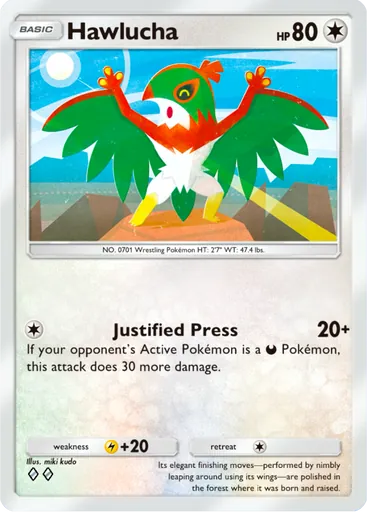 BASIC Hawlucha HP 80
NO. 0701 Wrestling Pokémon HT: 2'7" WT: 47.4 lbs.
Justified Press 20+
If your opponent's Active Pokémon is a Pokémon,
this attack does 30 more damage.
weakness +20 retreat
Illus. miki kudo
Its elegant finishing moves—performed by nimbly
leaping around using its wings—are polished in
the forest where it was born and raised.